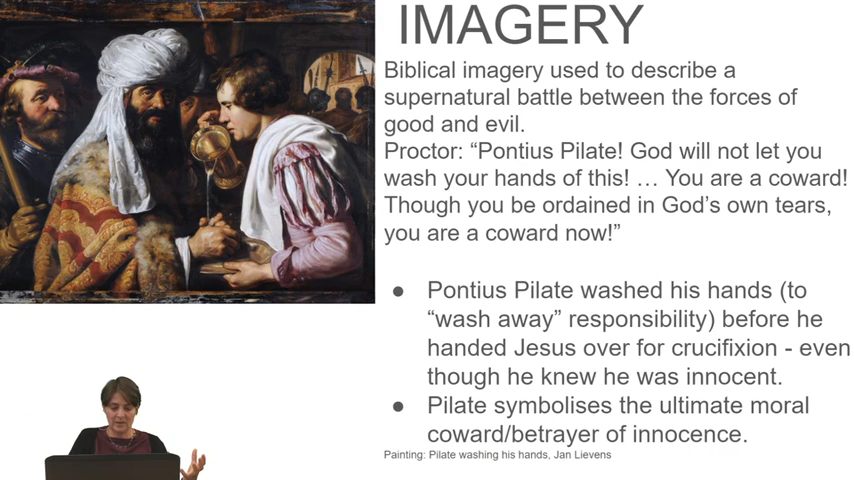 IMAGERY
Biblical imagery used to describe a
supernatural battle between the forces of
good and evil.
Proctor: “Pontius Pilate! God will not let you
wash your hands of this! … You are a coward!
Though you be ordained in God’s own tears,
you are a coward now!”
● Pontius Pilate washed his hands (to
“wash away” responsibility) before he
handed Jesus over for crucifixion - even
though he knew he was innocent.
● Pilate symbolises the ultimate moral
coward/betrayer of innocence.
Painting: Pilate washing his hands, Jan Lievens